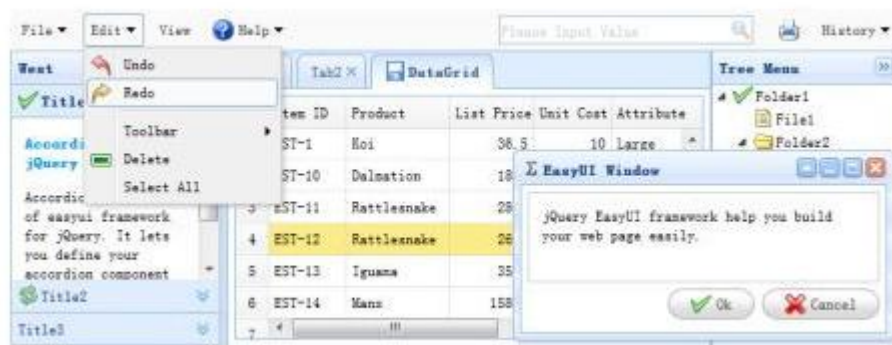 File Edit View Help Please Input Value History
West
Undo
Redo
Toolbar
Delete
Select All
Title
Accordi
jQuery
Accordio
of easyui framework
for jQuery. It lets
you define your
accordion component
Title2
Title3
Tab2 × DataGrid
tem ID Product List Price Unit Cost Attribute
ST-1 Koi 36.5 10 Large
ST-10 Dalmation 18
3 EST-11 Rattlesnake 28
4 EST-12 Rattlesnake 26
5 EST-13 Iguana 35
6 EST-14 Manx 158
7
Tree Menu
Folder1
File1
Folder2
EasyUI Window
jQuery EasyUI framework help you build
your web page easily.
Ok Cancel